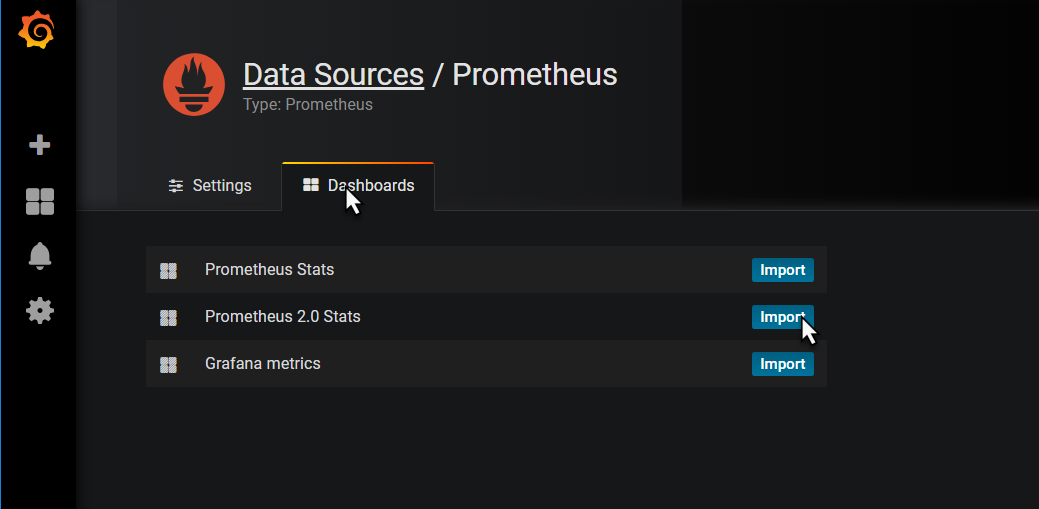 Data Sources / Prometheus
Type: Prometheus
Settings
Dashboards
Prometheus Stats
Import
Prometheus 2.0 Stats
Import
Grafana metrics
Import